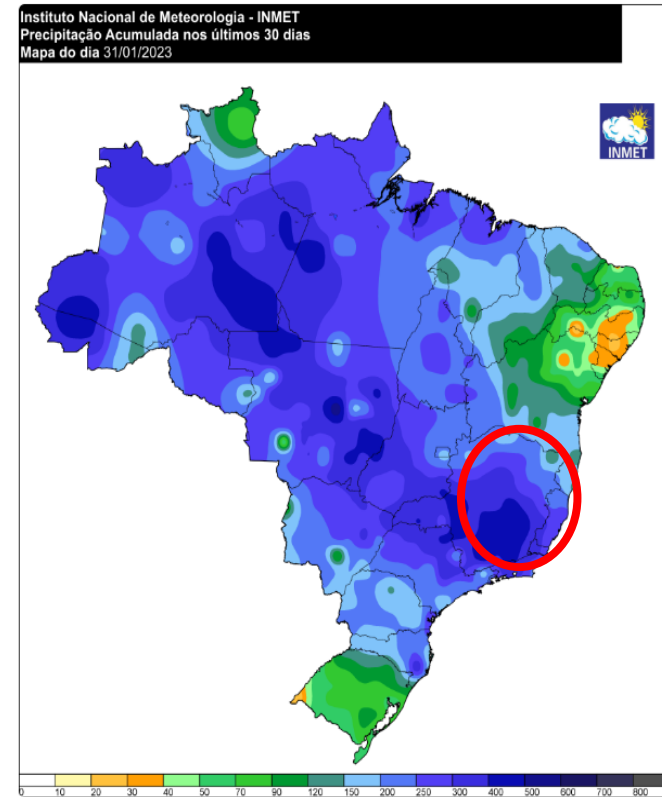 Instituto Nacional de Meteorologia - INMET
Precipitação Acumulada nos últimos 30 dias
Mapa do dia 31/01/2023
INMET
0 10 20 30 40 50 70 90 120 150 200 250 300 400 500 600 700 800